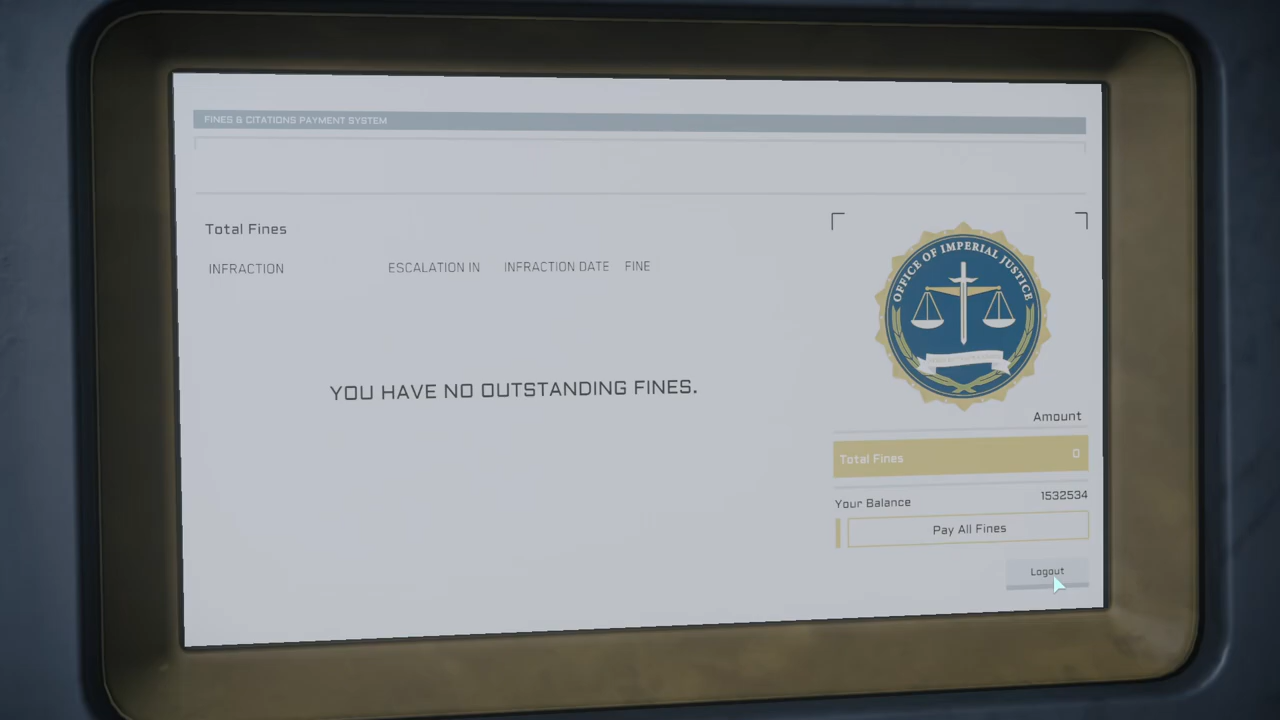 FINES & CITATIONS PAYMENT SYSTEM
Total Fines
INFRACTION ESCALATION IN INFRACTION DATE FINE
YOU HAVE NO OUTSTANDING FINES.
OFFICE OF IMPERIAL JUSTICE
Amount
Total Fines 0
Your Balance 1532534
Pay All Fines
Logout